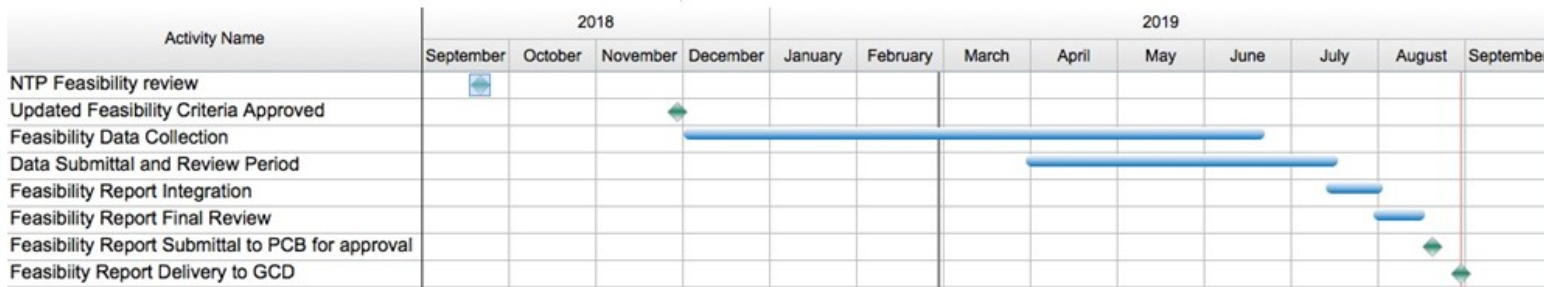 2018 2019
Activity Name
September October November December January February March April May June July August September
NTP Feasibility review
Updated Feasibility Criteria Approved
Feasibility Data Collection
Data Submittal and Review Period
Feasibility Report Integration
Feasibility Report Final Review
Feasibility Report Submittal to PCB for approval
Feasibiity Report Delivery to GCD